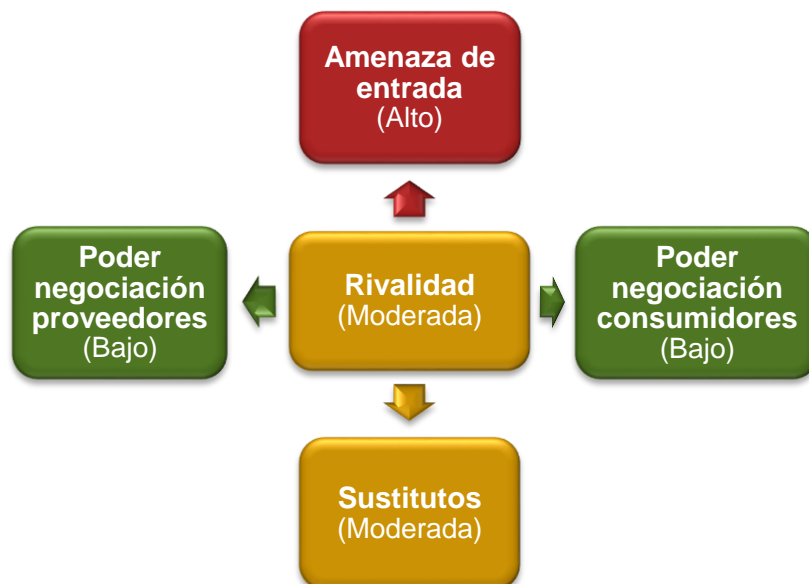 Amenaza de
entrada
(Alto)
Poder
negociación
proveedores
(Bajo)
Rivalidad
(Moderada)
Poder
negociación
consumidores
(Bajo)
Sustitutos
(Moderada)